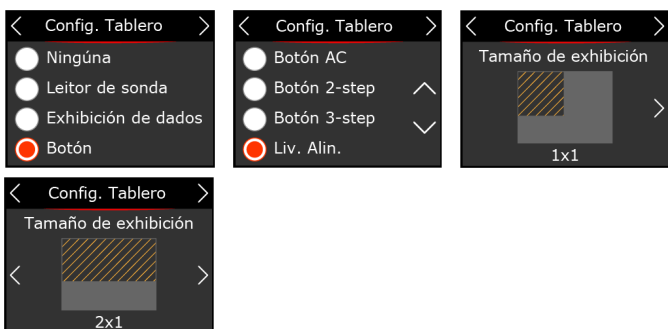 Config. Tablero
Ningúna
Leitor de sonda
Exhibición de dados
Botón
Config. Tablero
Botón AC
Botón 2-step
Botón 3-step
Liv. Alin.
Config. Tablero
Tamaño de exhibición
1x1
Config. Tablero
Tamaño de exhibición
2x1